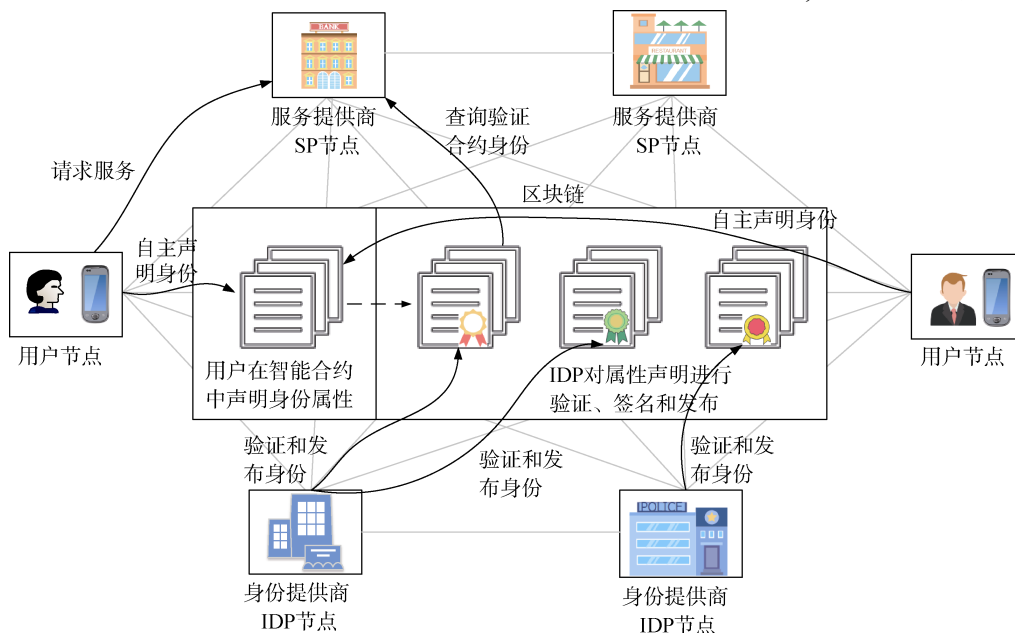 BANK
RESTAURANT
服务提供商
SP节点
查询验证
合约身份
服务提供商
SP节点
请求服务
区块链
自主声
明身份
自主声明身份
用户节点
用户在智能合约
中声明身份属性
IDP对属性声明进行
验证、签名和发布
用户节点
验证和发
布身份
验证和发
布身份
验证和发
布身份
POLICE
身份提供商
IDP节点
身份提供商
IDP节点